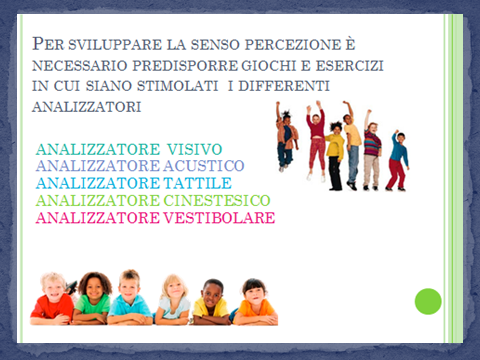 PER SVILUPPARE LA SENSO PERCEZIONE È
NECESSARIO PREDISPORRE GIOCHI E ESERCIZI
IN CUI SIANO STIMOLATI I DIFFERENTI
ANALIZZATORI
ANALIZZATORE VISIVO
ANALIZZATORE ACUSTICO
ANALIZZATORE TATTILE
ANALIZZATORE CINESTESICO
ANALIZZATORE VESTIBOLARE